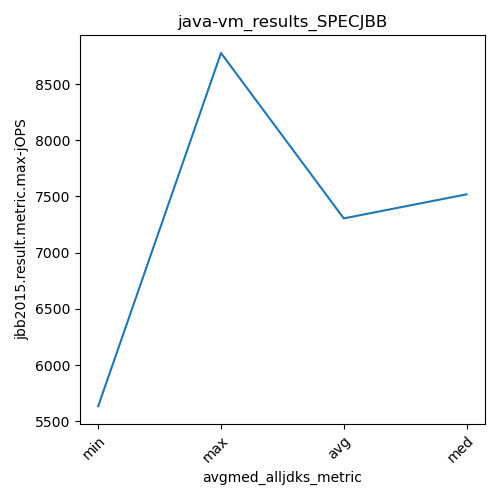 java-vm_results_SPECJBB
jbb2015.result.metric.max-jOPS
8500
8000
7500
7000
6500
6000
5500
min
max
avg
med
avgmed_alljdks_metric